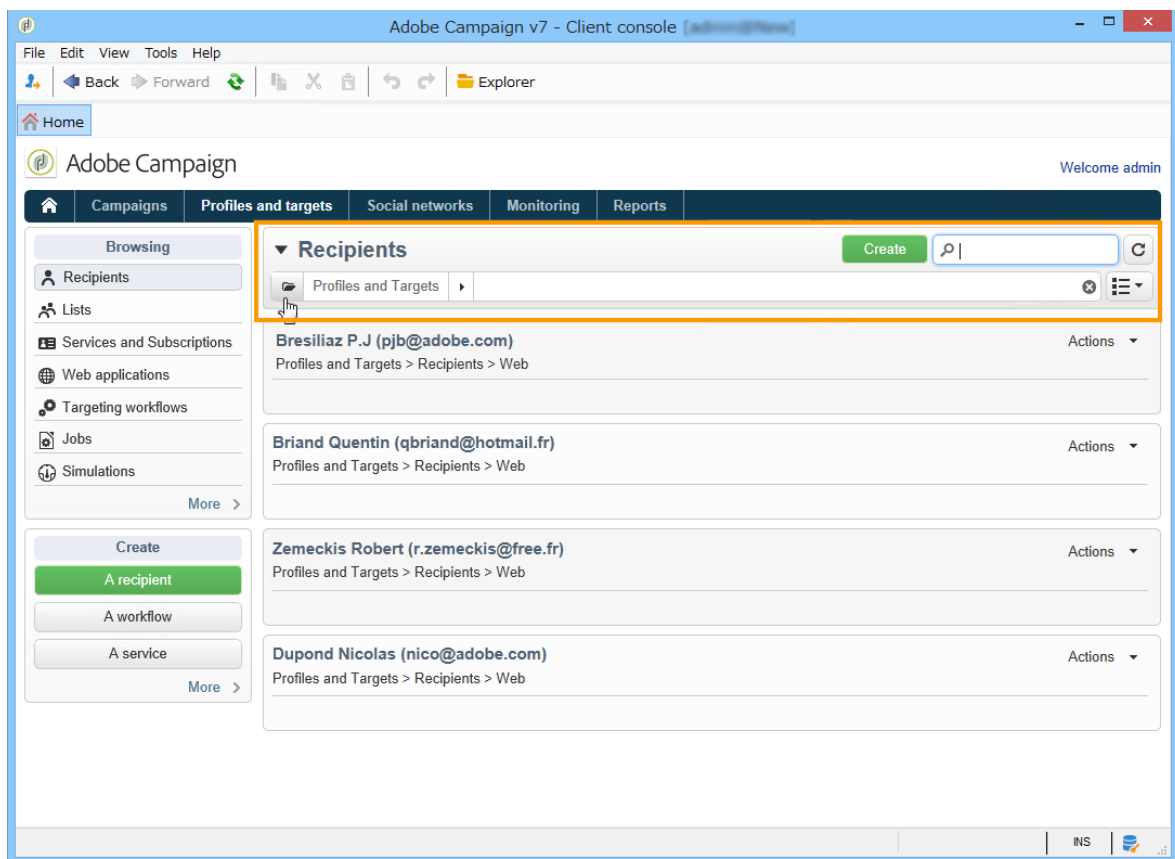 Adobe Campaign v7 - Client console
File Edit View Tools Help
Back Forward Explorer
Home
Adobe Campaign
Welcome admin
Campaigns Profiles and targets Social networks Monitoring Reports
Browsing
Recipients
Lists
Services and Subscriptions
Web applications
Targeting workflows
Jobs
Simulations
More
Create
A recipient
A workflow
A service
More
Recipients Create
Profiles and Targets
Bresiliaz P.J (pjb@adobe.com) Actions
Profiles and Targets > Recipients > Web
Briand Quentin (qbriand@hotmail.fr) Actions
Profiles and Targets > Recipients > Web
Zemeckis Robert (r.zemeckis@free.fr) Actions
Profiles and Targets > Recipients > Web
Dupond Nicolas (nico@adobe.com) Actions
Profiles and Targets > Recipients > Web
INS